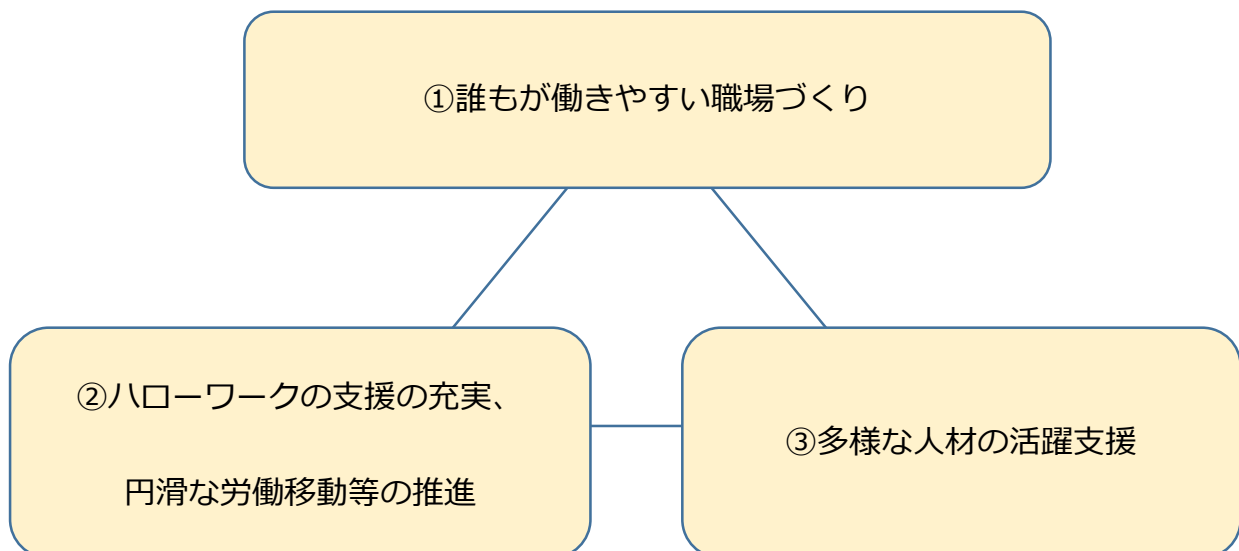 ①誰もが働きやすい職場づくり
②ハローワークの支援の充実、
円滑な労働移動等の推進
③多様な人材の活躍支援